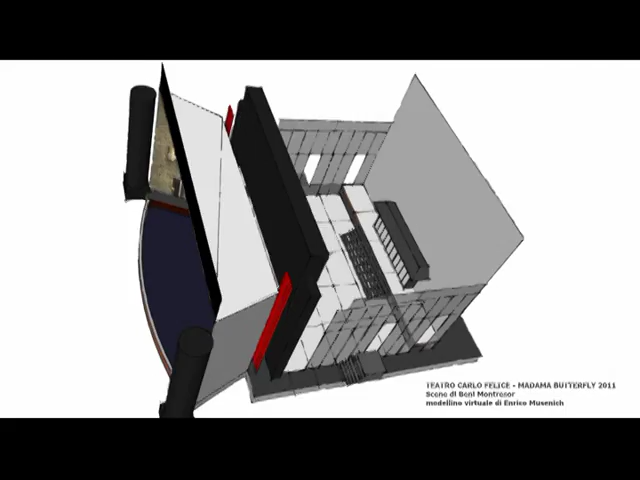 TEATRO CARLO FELICE - MADAMA BUTTERFLY 2011
Scene di Beni Montresor
modellino virtuale di Enrico Musenich